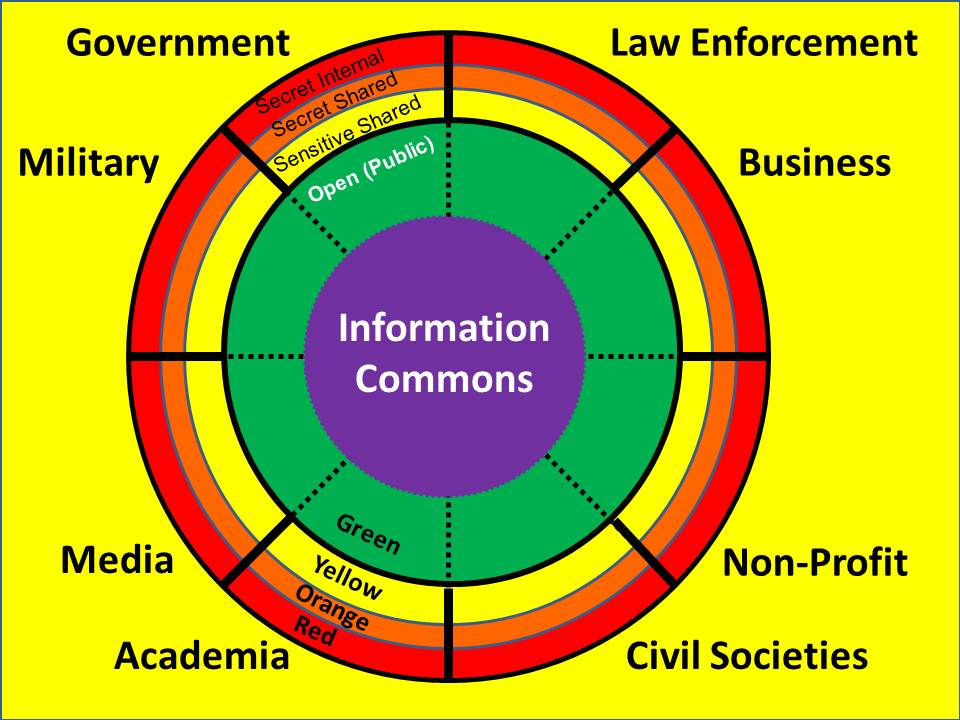 Government
Law Enforcement
Secret Internal
Secret Shared
Sensitive Shared
Open (Public)
Military
Business
Information
Commons
Green
Yellow
Orange
Red
Media
Non-Profit
Academia
Civil Societies